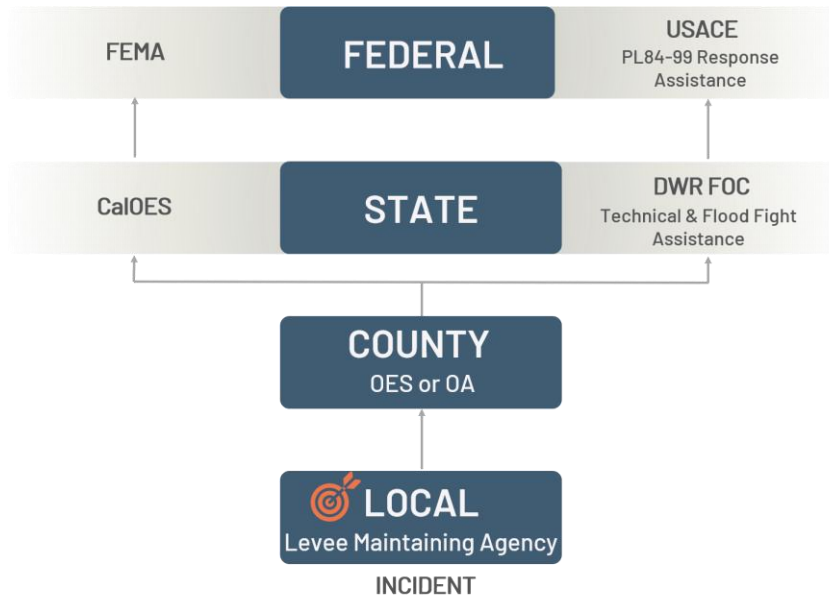 FEMA
FEDERAL
USACE
PL84-99 Response
Assistance
CalOES
STATE
DWR FOC
Technical & Flood Fight
Assistance
COUNTY
OES or OA
LOCAL
Levee Maintaining Agency
INCIDENT